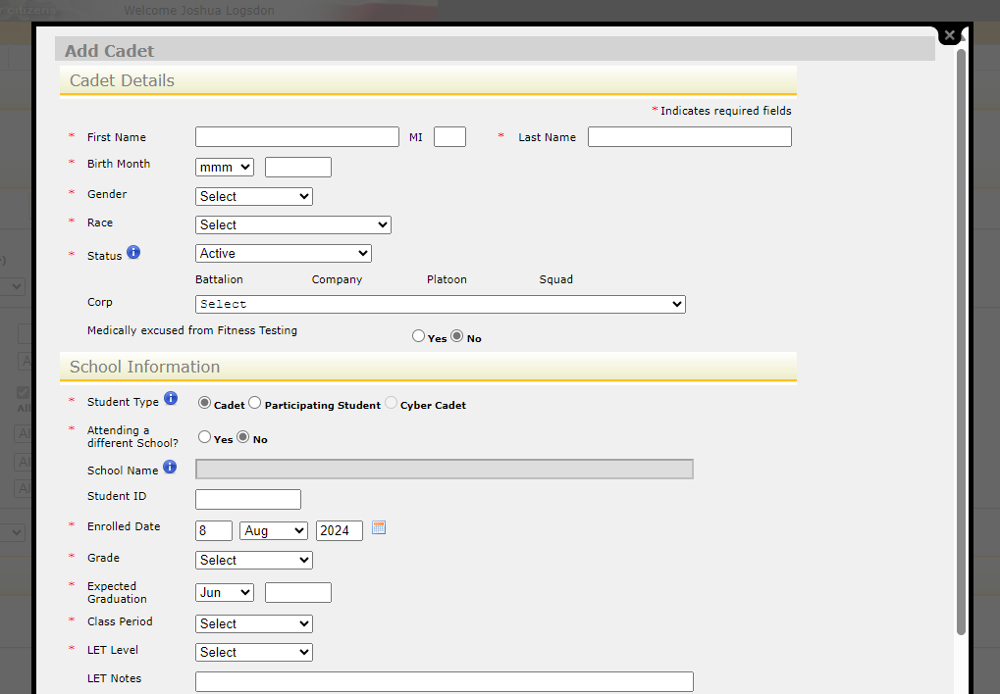 citizens
Welcome Joshua Logsdon
Add Cadet
Cadet Details
* Indicates required fields
* First Name MI * Last Name
* Birth Month mmm
* Gender Select
* Race Select
* Status Active
Battalion Company Platoon Squad
Corp Select
Medically excused from Fitness Testing Yes No
School Information
* Student Type Cadet Participating Student Cyber Cadet
* Attending a
different School? Yes No
School Name
Student ID
* Enrolled Date 8 Aug 2024
* Grade Select
* Expected
Graduation Jun
* Class Period Select
* LET Level Select
LET Notes